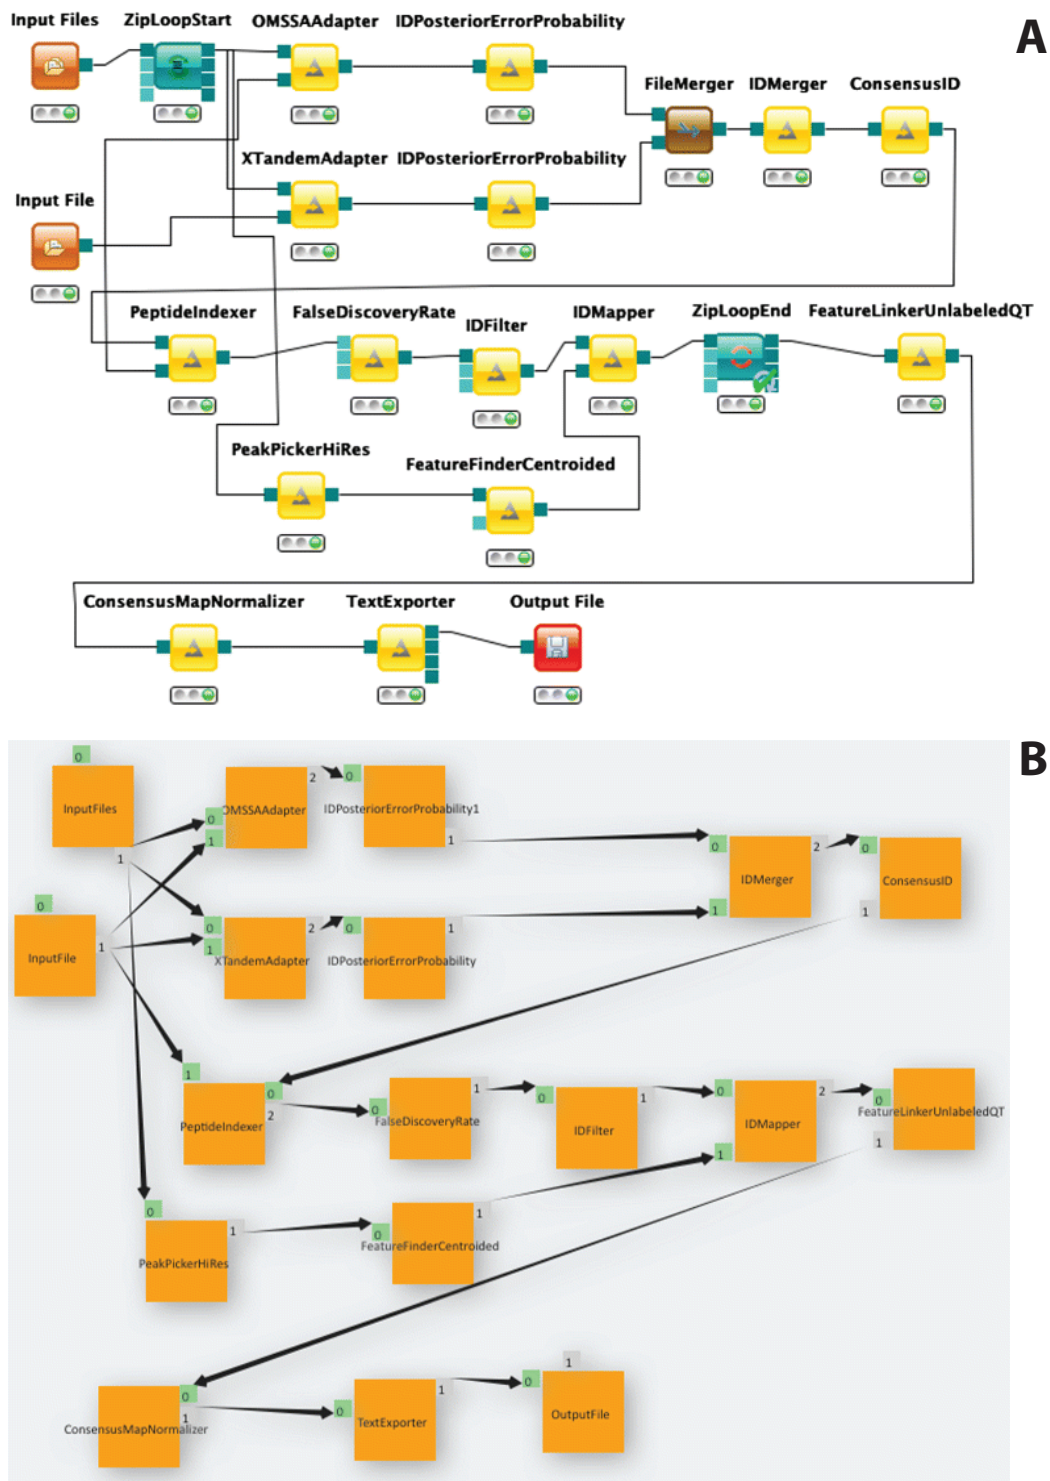 A
Input Files ZipLoopStart OMSSAAdapter IDPosteriorErrorProbability
FileMerger IDMerger ConsensusID
XTandemAdapter IDPosteriorErrorProbability
Input File
PeptideIndexer FalseDiscoveryRate IDFilter IDMapper ZipLoopEnd FeatureLinkerUnlabeledQT
PeakPickerHiRes FeatureFinderCentroided
ConsensusMapNormalizer TextExporter Output File
B
0
InputFiles 1
0 1 OMSSAAdapter 2
0 IDPosteriorErrorProbability1 1
0 1 IDMerger 2
0 ConsensusID 1
0
InputFile 1
0 1 XTandemAdapter 2
0 IDPosteriorErrorProbability 1
1 0 PeptideIndexer 2
0 FalseDiscoveryRate 1
0 IDFilter 1
0 1 IDMapper 2
0 FeatureLinkerUnlabeledQT 1
0 PeakPickerHiRes 1
0 FeatureFinderCentroided 1
0 ConsensusMapNormalizer 1
0 TextExporter 1
0 OutputFile 1